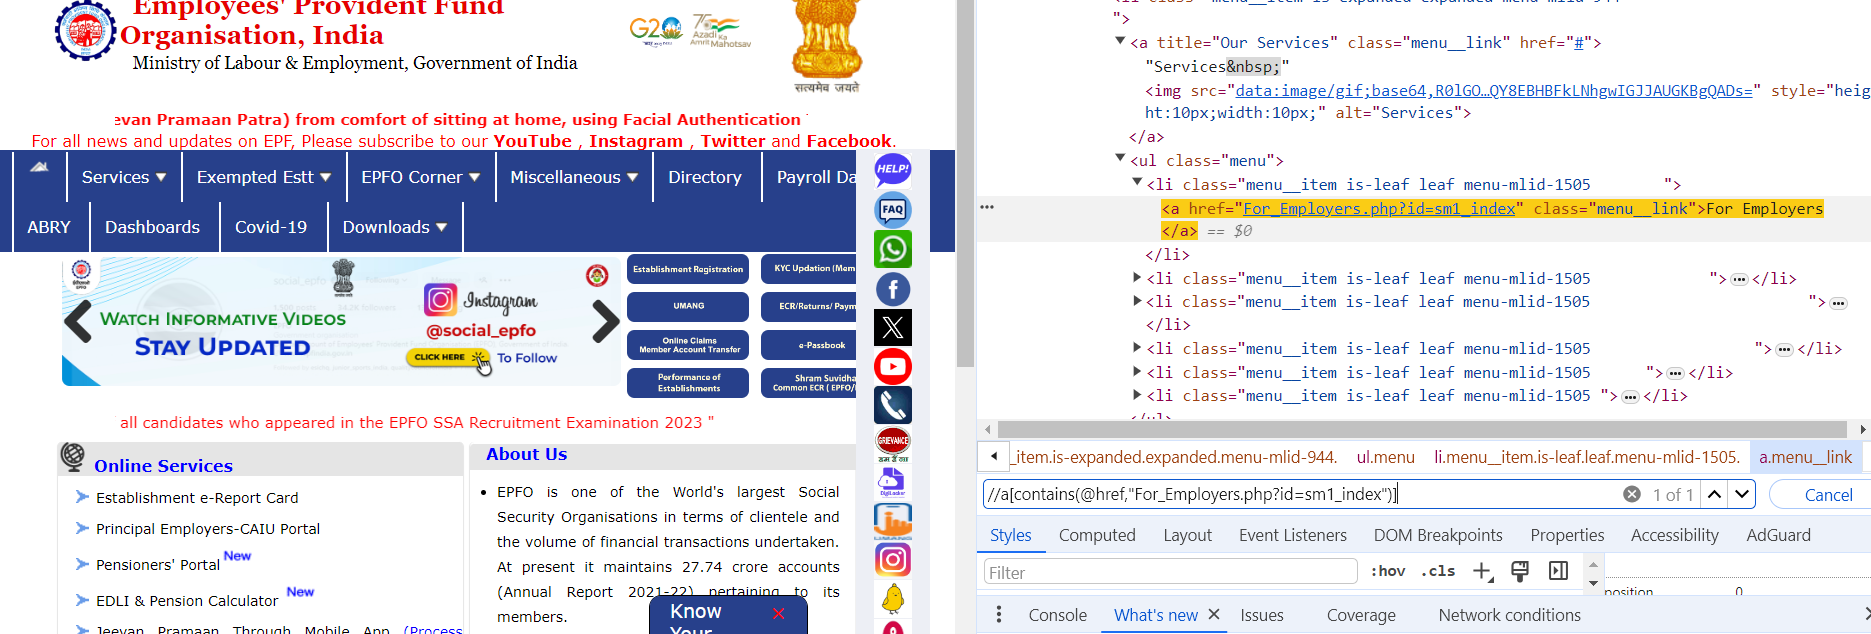 Employees' Provident Fund
Organisation, India
Ministry of Labour & Employment, Government of India
G20
75
Azadi Ka
Amrit Mahotsav
सत्यमेव जयते
evan Pramaan Patra) from comfort of sitting at home, using Facial Authentication
For all news and updates on EPF, Please subscribe to our YouTube , Instagram , Twitter and Facebook.
Services ▼ Exempted Estt ▼ EPFO Corner ▼ Miscellaneous ▼ Directory Payroll Da
ABRY Dashboards Covid-19 Downloads ▼
HELP!
FAQ
GRIEVANCE
DigiLocker
Instagram
WATCH INFORMATIVE VIDEOS
@social_epfo
STAY UPDATED
CLICK HERE
To Follow
Establishment Registration
KYC Updation (Mem
UMANG
ECR/Returns/ Paym
Online Claims
Member Account Transfer
e-Passbook
Performance of
Establishments
Shram Suvidha
Common ECR ( EPFO/
all candidates who appeared in the EPFO SSA Recruitment Examination 2023 "
Online Services
Establishment e-Report Card
Principal Employers-CAIU Portal
Pensioners' Portal New
EDLI & Pension Calculator New
Jeevan Pramaan Through Mobile App (Process
About Us
• EPFO is one of the World's largest Social
Security Organisations in terms of clientele and
the volume of financial transactions undertaken.
At present it maintains 27.74 crore accounts
(Annual Report 2021-22) pertaining to its
members.
Know
Your
">
▼<a title="Our Services" class="menu__link" href="#">
"Services&nbsp;"
<img src="data:image/gif;base64,R0lGO…QY8EBHBFkLNhgwIGJJAUGKBgQADs=" style="heig
ht:10px;width:10px;" alt="Services">
</a>
▼<ul class="menu">
▼<li class="menu__item is-leaf leaf menu-mlid-1505 ">
<a href="For_Employers.php?id=sm1_index" class="menu__link">For Employers
</a> == $0
</li>
▶<li class="menu__item is-leaf leaf menu-mlid-1505 ">…</li>
▶<li class="menu__item is-leaf leaf menu-mlid-1505 ">…
</li>
▶<li class="menu__item is-leaf leaf menu-mlid-1505 ">…</li>
▶<li class="menu__item is-leaf leaf menu-mlid-1505 ">…</li>
▶<li class="menu__item is-leaf leaf menu-mlid-1505 ">…</li>
_item.is-expanded.expanded.menu-mlid-944. ul.menu li.menu__item.is-leaf.leaf.menu-mlid-1505. a.menu__link
//a[contains(@href,"For_Employers.php?id=sm1_index")] 1 of 1 Cancel
Styles Computed Layout Event Listeners DOM Breakpoints Properties Accessibility AdGuard
Filter :hov .cls
position 0
Console What's new Issues Coverage Network conditions